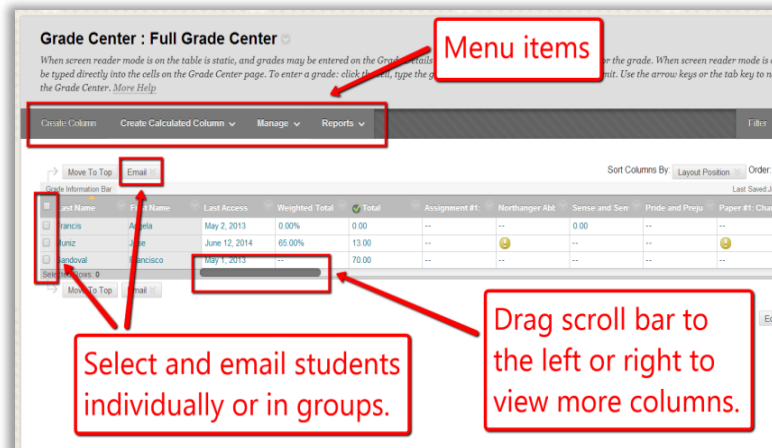 Grade Center : Full Grade Center
Menu items
When screen reader mode is on the table is static, and grades may be entered on the Grade Details or the grade. When screen reader mode is
be typed directly into the cells on the Grade Center page. To enter a grade: click the cell, type the g mit. Use the arrow keys or the tab key to n
the Grade Center. More Help
Create Column Create Calculated Column Manage Reports Filter
Move To Top Email Sort Columns By: Layout Position Order:
Grade Information Bar Last Saved:J
Last Name First Name Last Access Weighted Total Total Assignment #1: Northanger Abb Sense and Sen Pride and Preju Paper #1: Char
Francis Angela May 2, 2013 0.00% 0.00 -- -- 0.00 -- --
Muniz June 12, 2014 65.00% 13.00 -- -- --
Sandoval Francisco May 1, 2013 -- 70.00 -- -- -- -- --
Selected Rows: 0
Move To Top Email
Select and email students
individually or in groups.
Drag scroll bar to
the left or right to
view more columns.